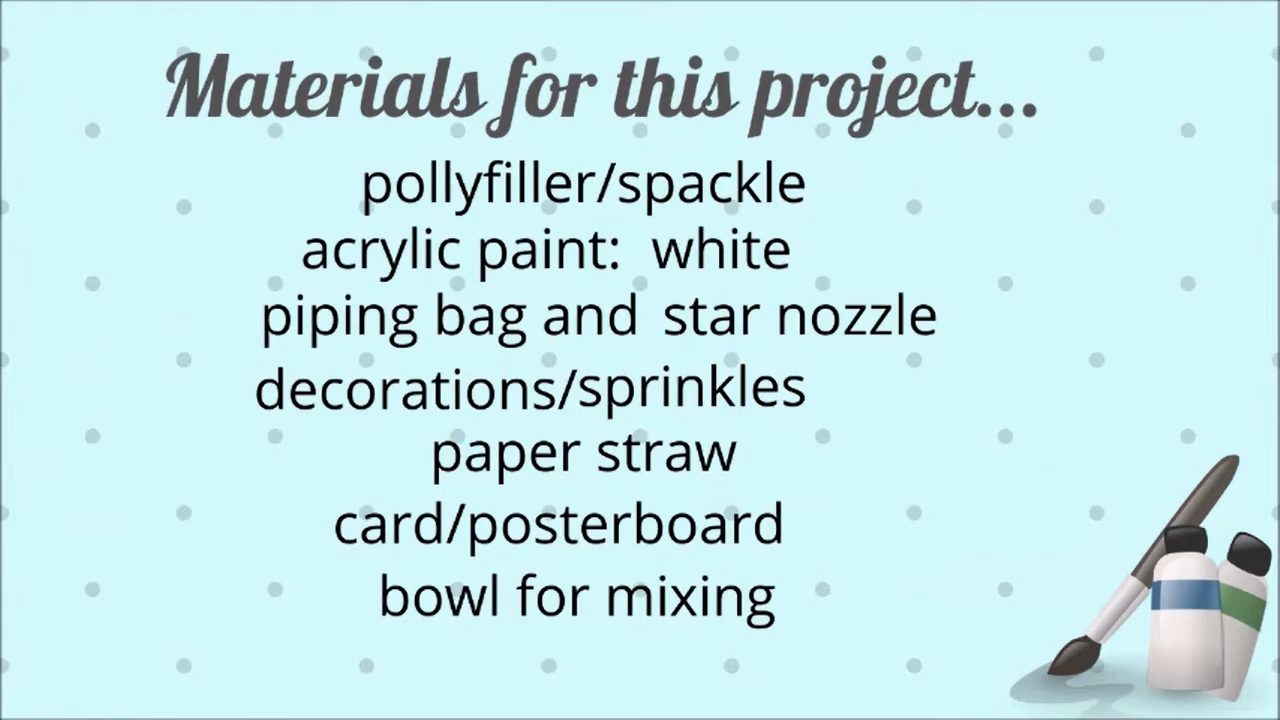 Materials for this project...
pollyfiller/spackle
acrylic paint: white
piping bag and star nozzle
decorations/sprinkles
paper straw
card/posterboard
bowl for mixing